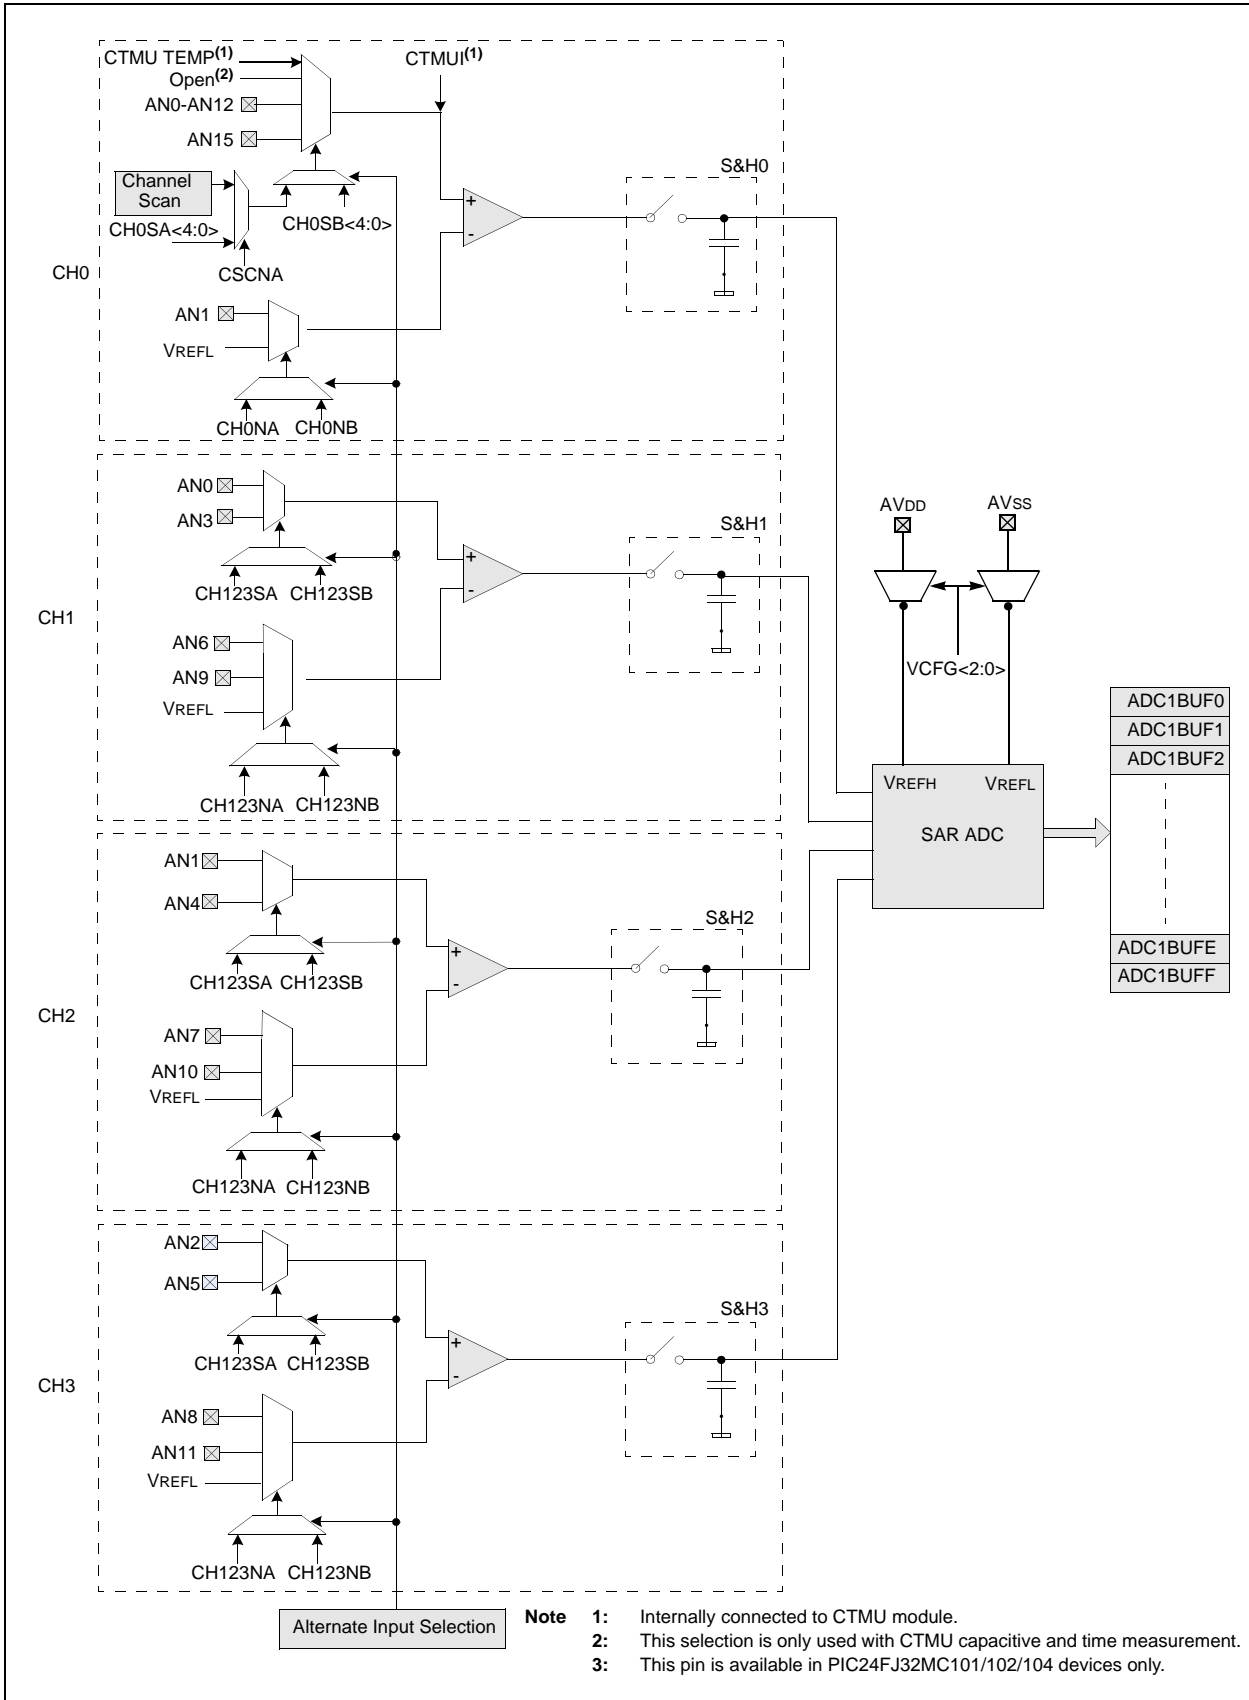 CTMU TEMP(1)
CTMUI(1)
Open(2)
AN0-AN12
AN15
S&H0
Channel
Scan
+
CH0SA<4:0>
CH0SB<4:0>
-
CSCNA
CH0
AN1
VREFL
CH0NA
CH0NB
AN0
AN3
S&H1
+
CH123SA
CH123SB
-
CH1
AN6
AN9
VREFL
CH123NA
CH123NB
AVDD
AVSS
VCFG<2:0>
VREFH
VREFL
SAR ADC
ADC1BUF0
ADC1BUF1
ADC1BUF2
ADC1BUFE
ADC1BUFF
AN1
AN4
S&H2
+
CH123SA
CH123SB
-
CH2
AN7
AN10
VREFL
CH123NA
CH123NB
AN2
AN5
S&H3
+
CH123SA
CH123SB
-
CH3
AN8
AN11
VREFL
CH123NA
CH123NB
Alternate Input Selection
Note 1: Internally connected to CTMU module.
2: This selection is only used with CTMU capacitive and time measurement.
3: This pin is available in PIC24FJ32MC101/102/104 devices only.